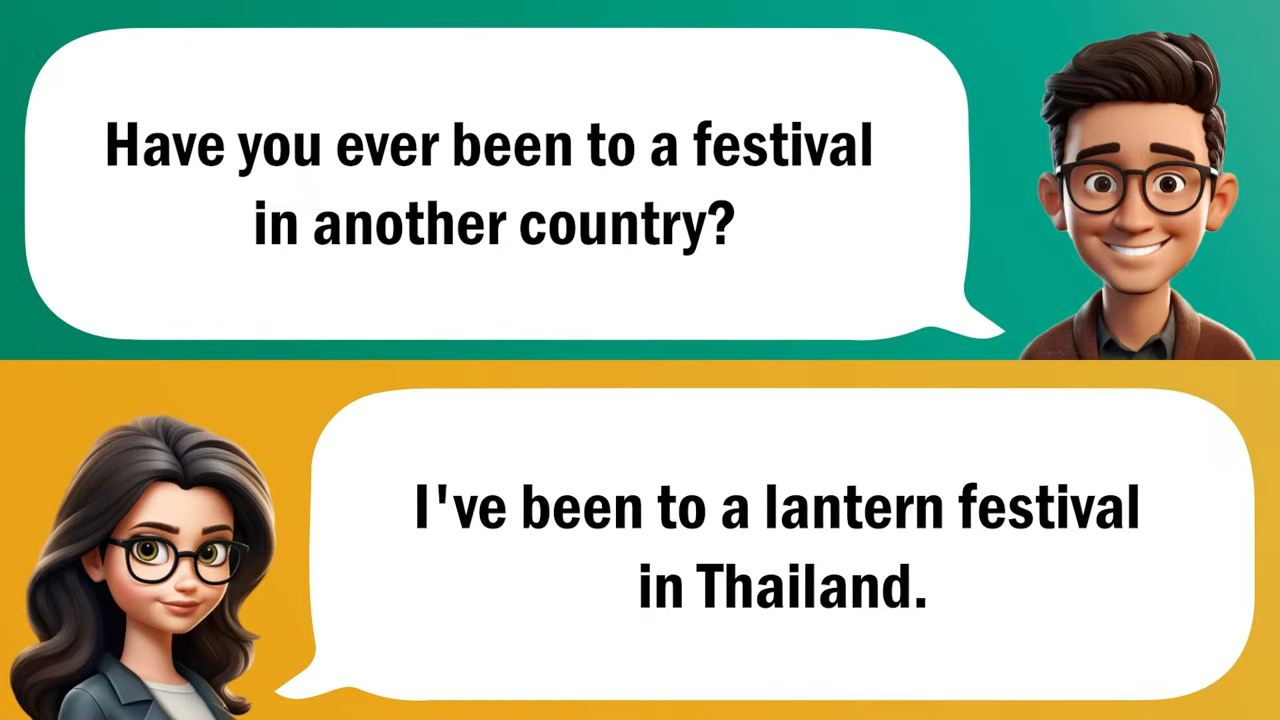 Have you ever been to a festival
in another country?
I've been to a lantern festival
in Thailand.